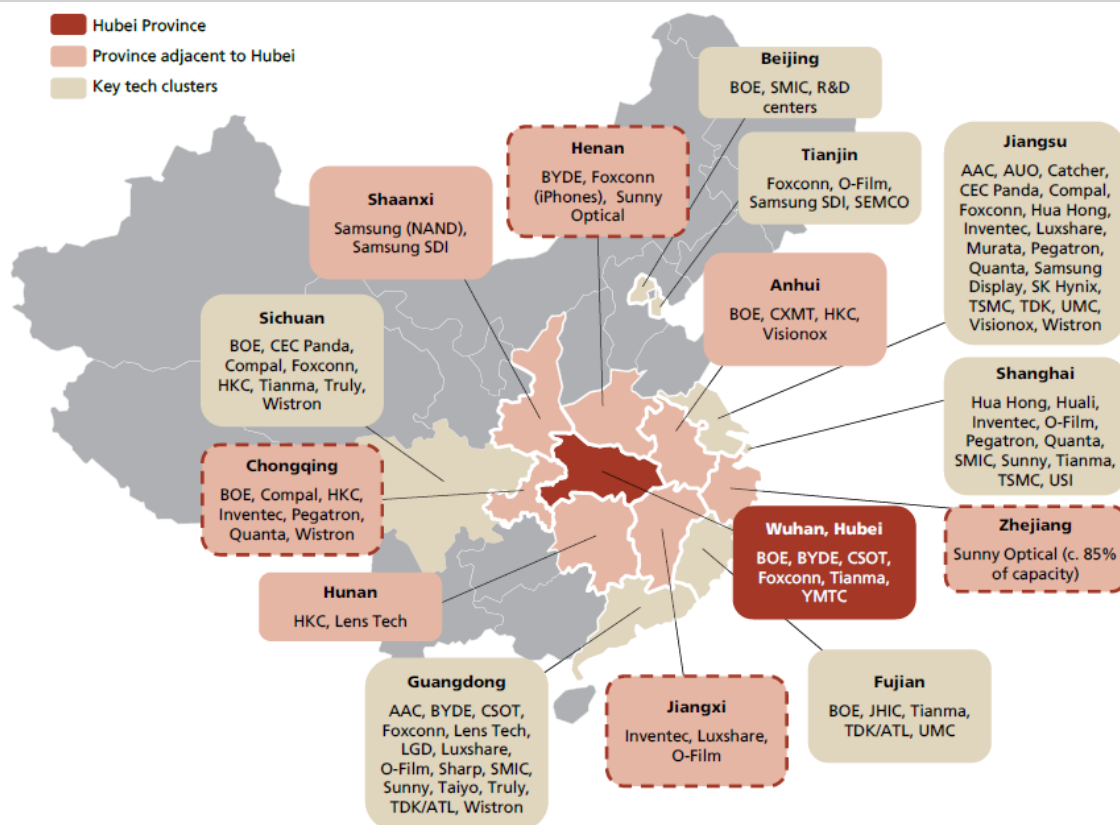 Hubei Province
Province adjacent to Hubei
Key tech clusters
Beijing
BOE, SMIC, R&D
centers
Henan
BYDE, Foxconn
(iPhones), Sunny
Optical
Tianjin
Foxconn, O-Film,
Samsung SDI, SEMCO
Jiangsu
AAC, AUO, Catcher,
CEC Panda, Compal,
Foxconn, Hua Hong,
Inventec, Luxshare,
Murata, Pegatron,
Quanta, Samsung
Display, SK Hynix,
TSMC, TDK, UMC,
Visionox, Wistron
Shaanxi
Samsung (NAND),
Samsung SDI
Anhui
BOE, CXMT, HKC,
Visionox
Sichuan
BOE, CEC Panda,
Compal, Foxconn,
HKC, Tianma, Truly,
Wistron
Shanghai
Hua Hong, Huali,
Inventec, O-Film,
Pegatron, Quanta,
SMIC, Sunny, Tianma,
TSMC, USI
Chongqing
BOE, Compal, HKC,
Inventec, Pegatron,
Quanta, Wistron
Wuhan, Hubei
BOE, BYDE, CSOT,
Foxconn, Tianma,
YMTC
Zhejiang
Sunny Optical (c. 85%
of capacity)
Hunan
HKC, Lens Tech
Guangdong
AAC, BYDE, CSOT,
Foxconn, Lens Tech,
LGD, Luxshare,
O-Film, Sharp, SMIC,
Sunny, Taiyo, Truly,
TDK/ATL, Wistron
Jiangxi
Inventec, Luxshare,
O-Film
Fujian
BOE, JHIC, Tianma,
TDK/ATL, UMC